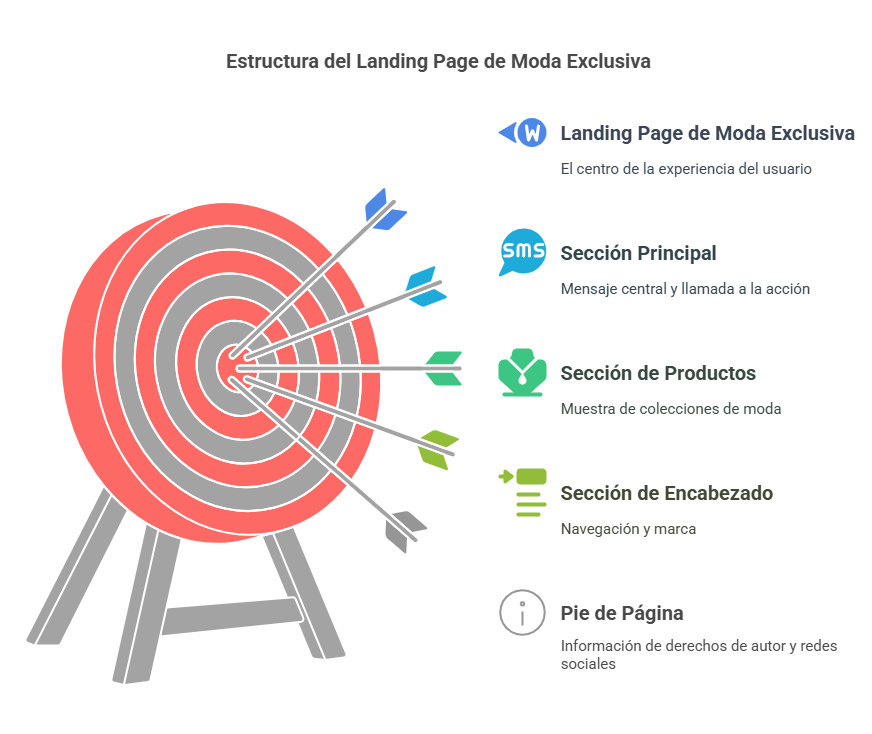 Estructura del Landing Page de Moda Exclusiva
W
Landing Page de Moda Exclusiva
El centro de la experiencia del usuario
sms
Sección Principal
Mensaje central y llamada a la acción
Sección de Productos
Muestra de colecciones de moda
Sección de Encabezado
Navegación y marca
i
Pie de Página
Información de derechos de autor y redes
sociales